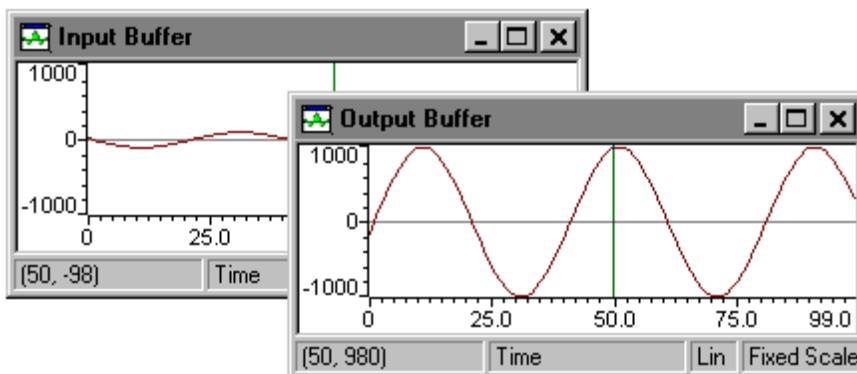 Input Buffer
1000
0
-1000
0 25.0
(50, -98) Time
Output Buffer
1000
0
-1000
0 25.0 50.0 75.0 99.0
(50, 980) Time Lin Fixed Scale